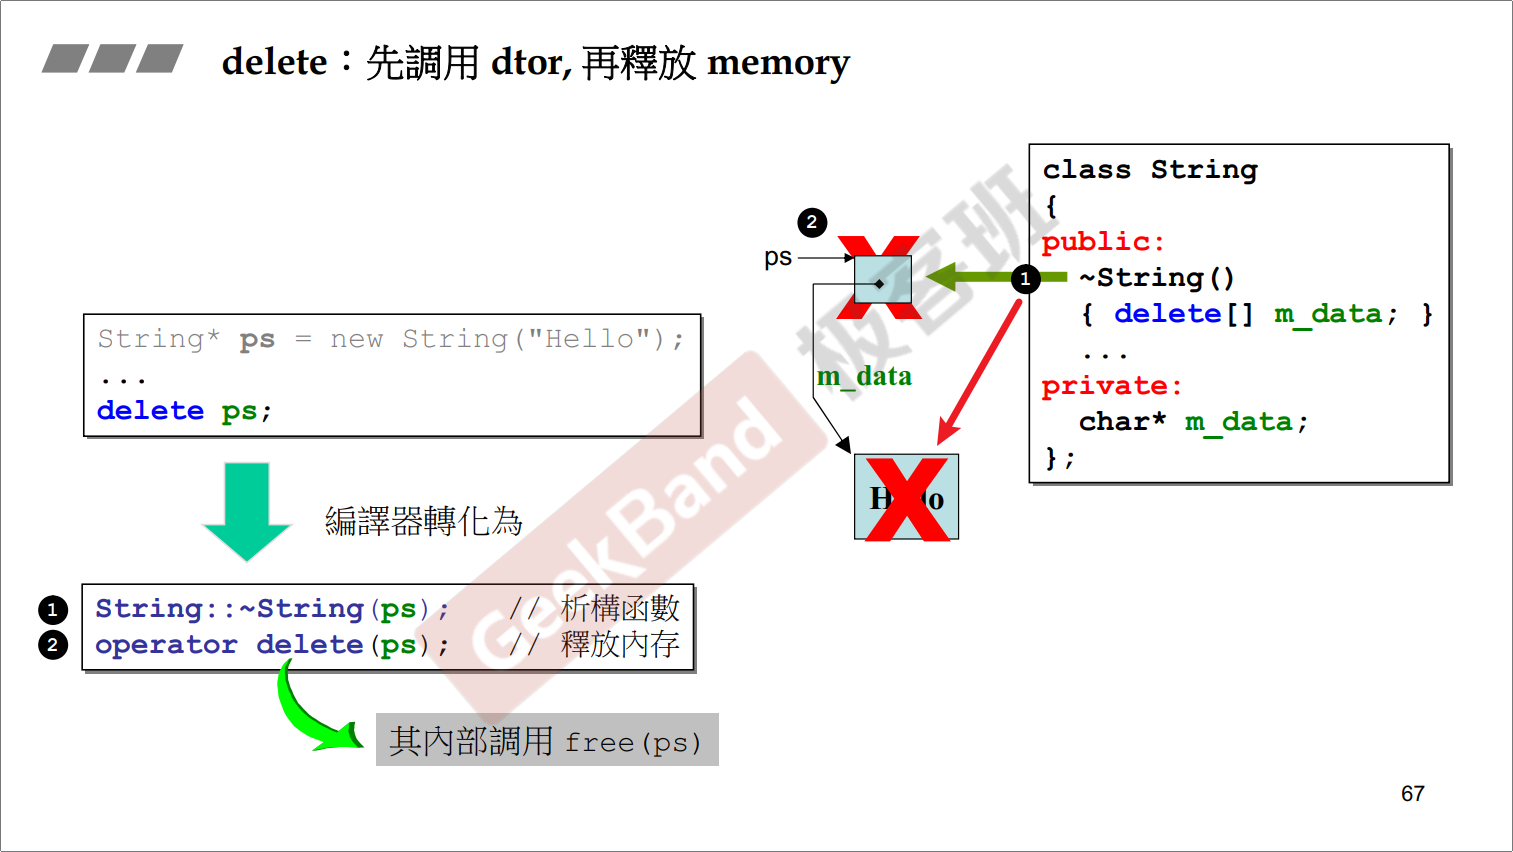 delete：先調用 dtor, 再釋放 memory
String* ps = new String("Hello");
...
delete ps;
編譯器轉化為
1 String::~String(ps); // 析構函數
2 operator delete(ps); // 釋放內存
其內部調用 free(ps)
2
ps
m_data
Hello
1
class String
{
public:
~String()
{ delete[] m_data; }
...
private:
char* m_data;
};
GeekBand 极客班
67